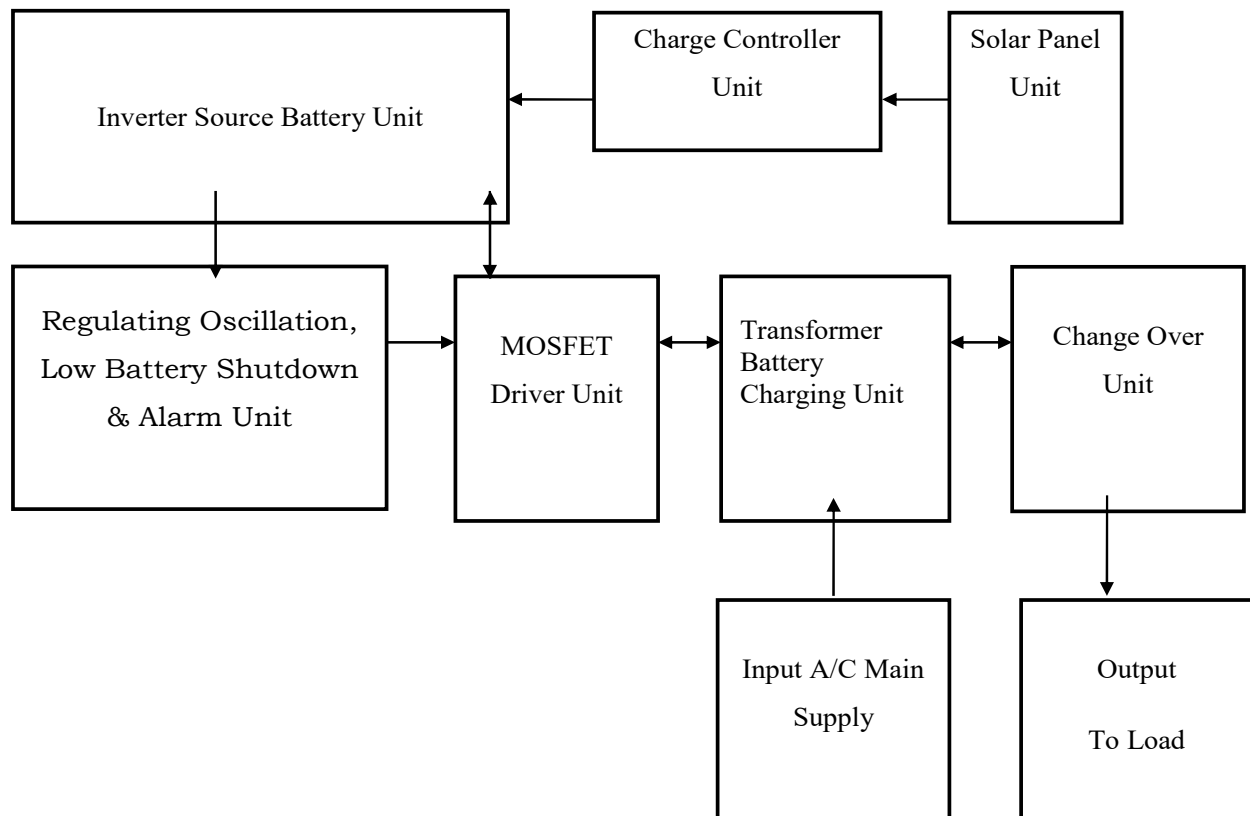 Inverter Source Battery Unit
Charge Controller
Unit
Solar Panel
Unit
Regulating Oscillation,
Low Battery Shutdown
& Alarm Unit
MOSFET
Driver Unit
Transformer
Battery
Charging Unit
Change Over
Unit
Input A/C Main
Supply
Output
To Load